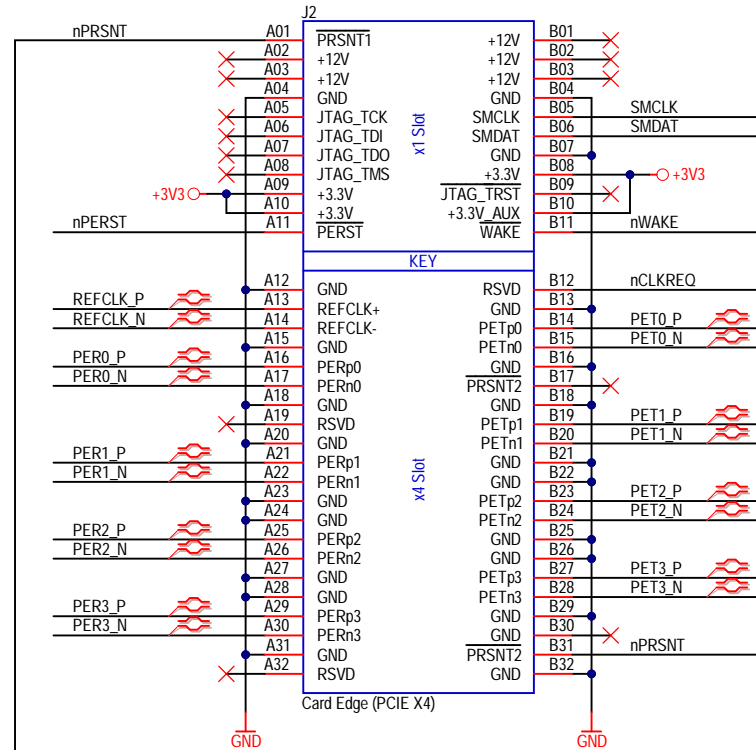 J2
nPRSNT A01 PRSNT1 +12V B01
A02 +12V +12V B02
A03 +12V +12V B03
A04 GND GND B04
A05 JTAG_TCK SMCLK B05 SMCLK
A06 JTAG_TDI SMDAT B06 SMDAT
A07 JTAG_TDO GND B07
A08 JTAG_TMS +3.3V B08
+3V3 A09 +3.3V JTAG_TRST B09 +3V3
A10 +3.3V +3.3V_AUX B10
nPERST A11 PERST WAKE B11 nWAKE
x1 Slot
KEY
A12 GND RSVD B12 nCLKREQ
REFCLK_P A13 REFCLK+ GND B13
REFCLK_N A14 REFCLK- PETp0 B14 PET0_P
A15 GND PETn0 B15 PET0_N
PER0_P A16 PERp0 GND B16
PER0_N A17 PERn0 PRSNT2 B17
A18 GND GND B18
A19 RSVD PETp1 B19 PET1_P
A20 GND PETn1 B20 PET1_N
PER1_P A21 PERp1 GND B21
PER1_N A22 PERn1 GND B22
A23 GND PETp2 B23 PET2_P
A24 GND PETn2 B24 PET2_N
PER2_P A25 PERp2 GND B25
PER2_N A26 PERn2 GND B26
A27 GND PETp3 B27 PET3_P
A28 GND PETn3 B28 PET3_N
PER3_P A29 PERp3 GND B29
PER3_N A30 PERn3 GND B30
A31 GND PRSNT2 B31 nPRSNT
A32 RSVD GND B32
x4 Slot
Card Edge (PCIE X4)
GND GND